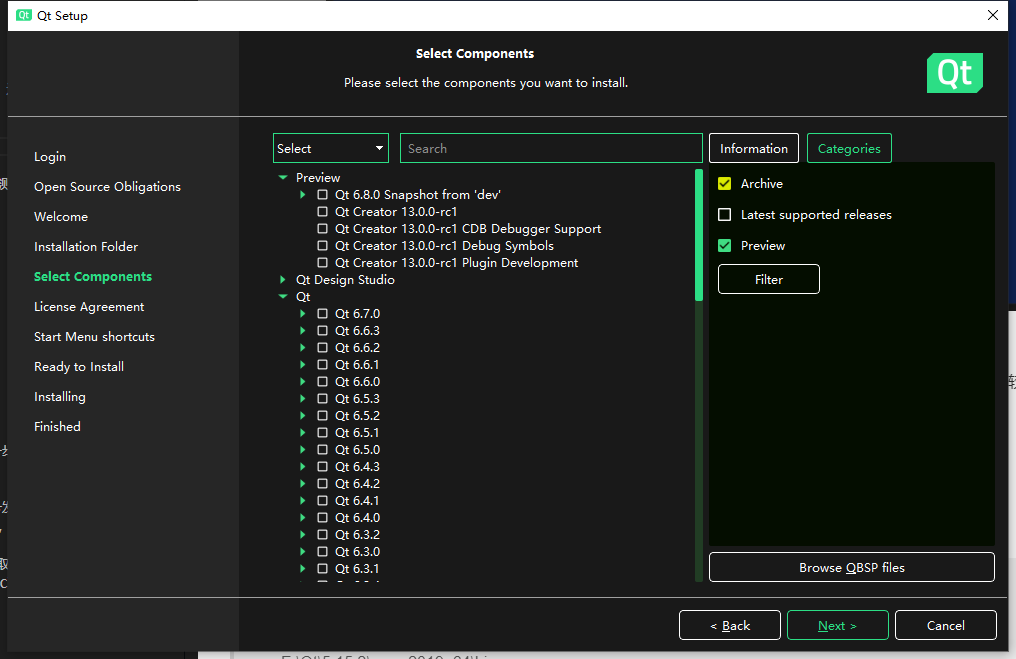 Qt Qt Setup
Select Components
Please select the components you want to install.
Qt
Login
Open Source Obligations
Welcome
Installation Folder
Select Components
License Agreement
Start Menu shortcuts
Ready to Install
Installing
Finished
Select
Search
Information
Categories
Preview
Qt 6.8.0 Snapshot from 'dev'
Qt Creator 13.0.0-rc1
Qt Creator 13.0.0-rc1 CDB Debugger Support
Qt Creator 13.0.0-rc1 Debug Symbols
Qt Creator 13.0.0-rc1 Plugin Development
Qt Design Studio
Qt
Qt 6.7.0
Qt 6.6.3
Qt 6.6.2
Qt 6.6.1
Qt 6.6.0
Qt 6.5.3
Qt 6.5.2
Qt 6.5.1
Qt 6.5.0
Qt 6.4.3
Qt 6.4.2
Qt 6.4.1
Qt 6.4.0
Qt 6.3.2
Qt 6.3.0
Qt 6.3.1
Archive
Latest supported releases
Preview
Filter
Browse QBSP files
< Back
Next >
Cancel